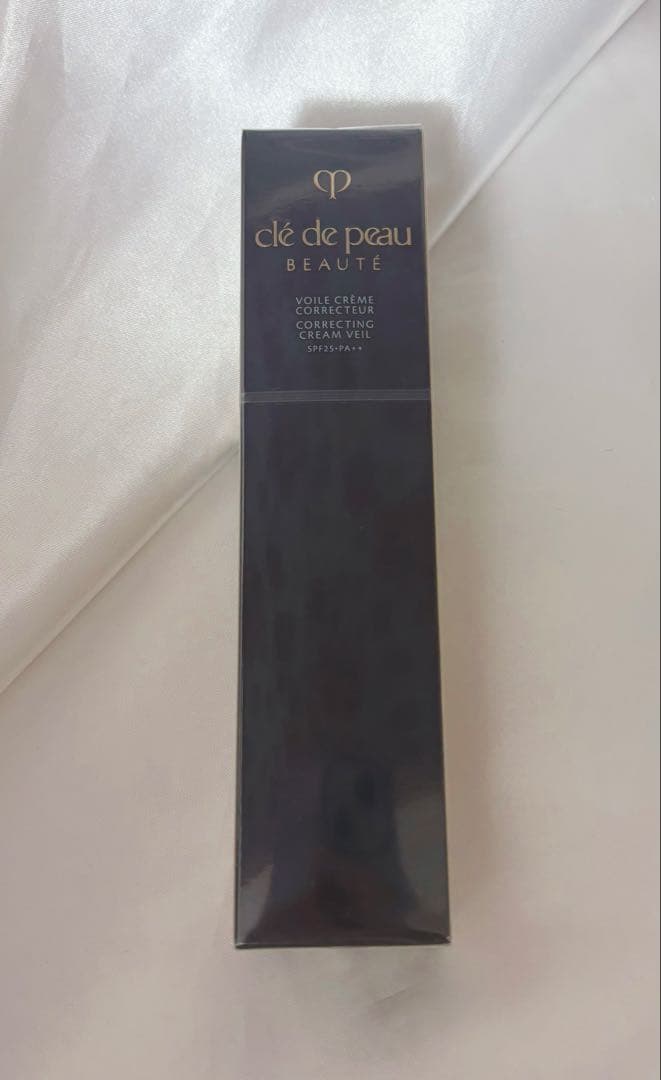 clé de peau
BEAUTÉ
VOILE CRÈME
CORRECTEUR
CORRECTING
CREAM VEIL
SPF25•PA++